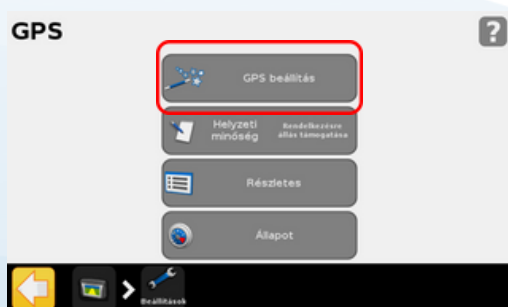 GPS
?
GPS beállítás
Helyzeti minőség
Rendelkezésre állás támogatása
Részletes
Állapot
Beállítások